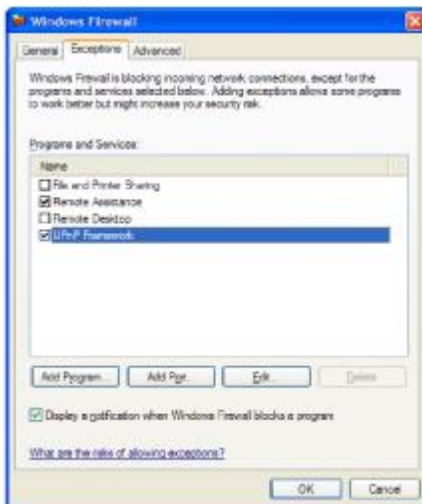 Windows Firewall
General Exceptions Advanced
Windows Firewall is blocking incoming network connections, except for the
programs and services selected below. Adding exceptions allows some programs
to work better but might increase your security risk.
Programs and Services:
Name
File and Printer Sharing
Remote Assistance
Remote Desktop
UPnP Framework
Add Program... Add Port... Edit... Delete
Display a notification when Windows Firewall blocks a program
What are the risks of allowing exceptions?
OK Cancel